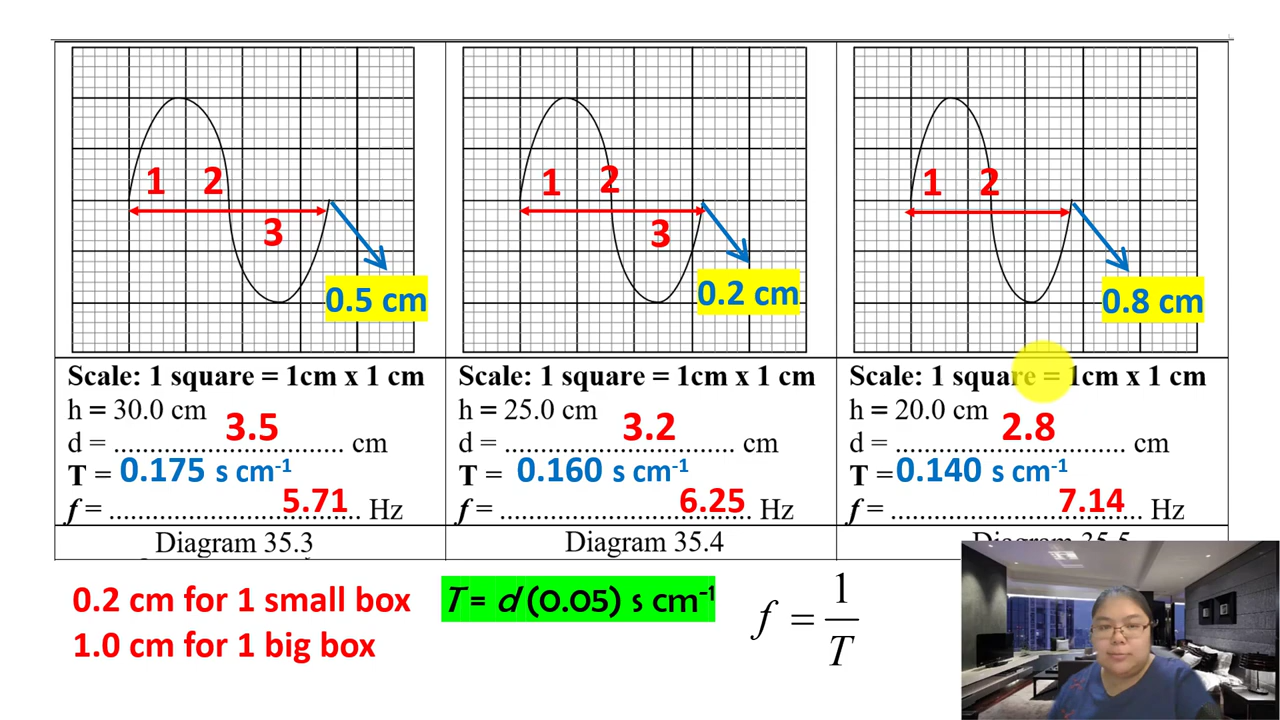 1 2
3
0.5 cm
Scale: 1 square = 1cm x 1 cm
h = 30.0 cm
d = ................3.5................ cm
T = 0.175 s cm⁻¹
f = ................5.71................ Hz
Diagram 35.3
1 2
3
0.2 cm
Scale: 1 square = 1cm x 1 cm
h = 25.0 cm
d = ................3.2................ cm
T = 0.160 s cm⁻¹
f = ................6.25................ Hz
Diagram 35.4
1 2
0.8 cm
Scale: 1 square = 1cm x 1 cm
h = 20.0 cm
d = ................2.8................ cm
T =0.140 s cm⁻¹
f = ................7.14................ Hz
Diagram 35.5
0.2 cm for 1 small box
1.0 cm for 1 big box
T = d (0.05) s cm⁻¹
f = 1/T